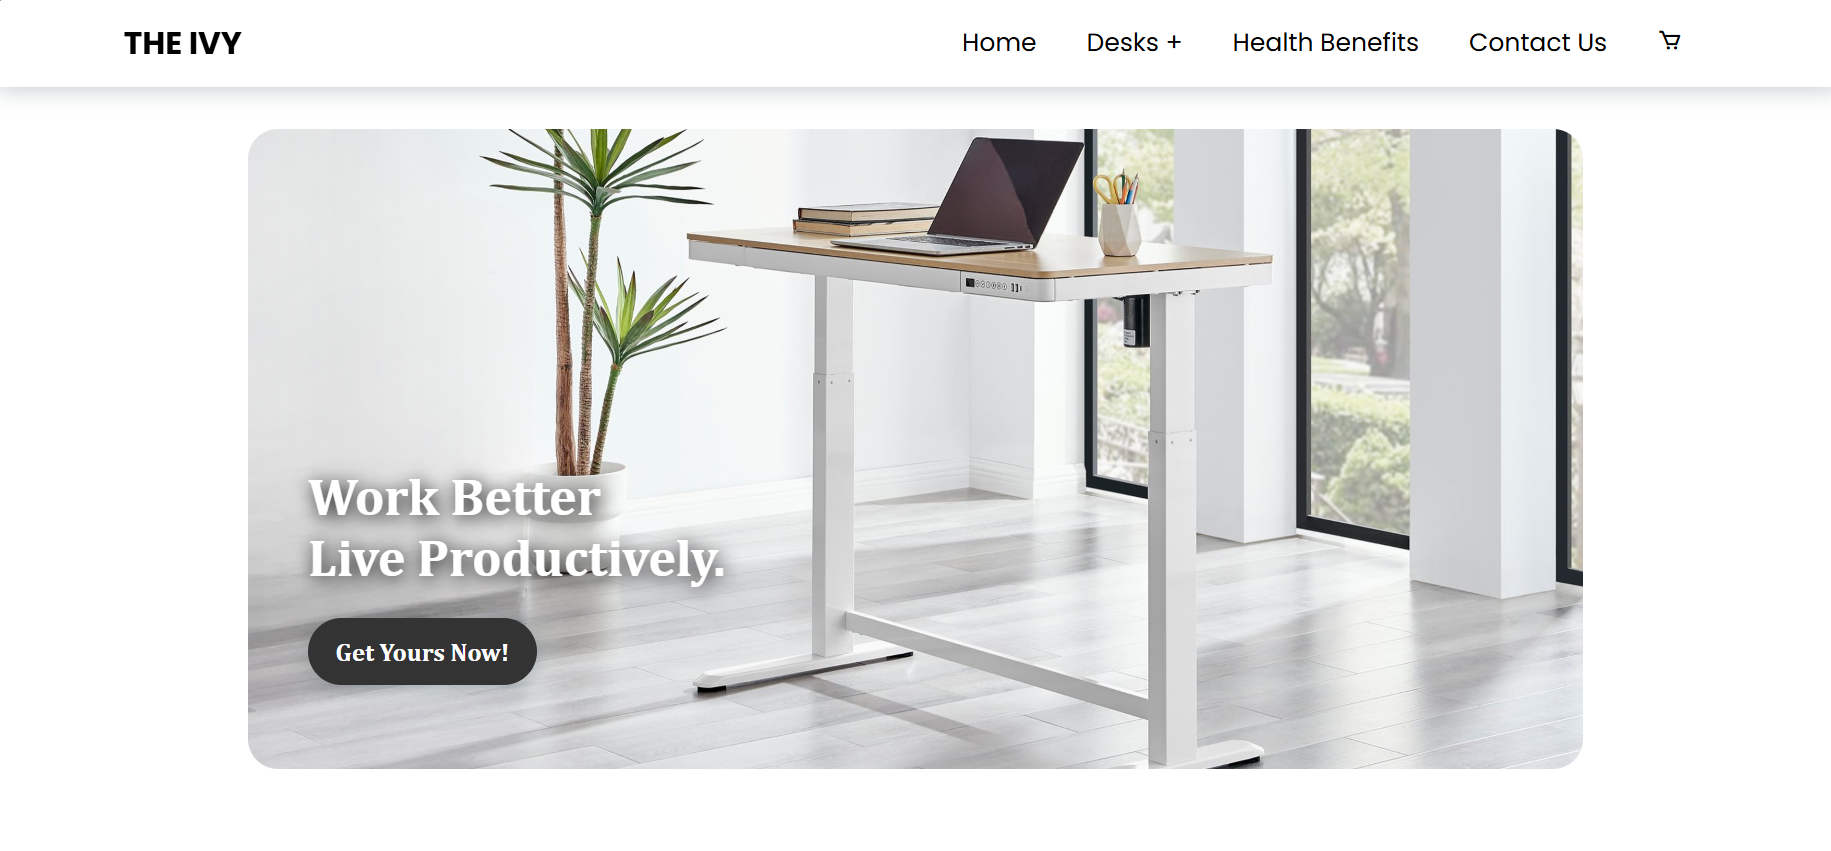 THE IVY
Home
Desks +
Health Benefits
Contact Us
Work Better
Live Productively.
Get Yours Now!